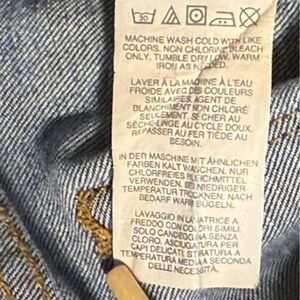 30
MACHINE WASH COLD WITH LIKE
COLORS. NON CHLORINE BLEACH
ONLY. TUMBLE DRY LOW. WARM
IRON AS NEEDED.
LAVER À LA MACHINE À L'EAU
FROIDE AVEC DES COULEURS
SIMILAIRES. AGENT DE
BLANCHIMENT NON CHLORÉ
SEULEMENT. SÉCHER AU
SÈCHE-LINGE AU CYCLE DOUX.
REPASSER AU FER TIÈDE AU
BESOIN.
IN DER MASCHINE MIT ÄHNLICHEN
FARBEN KALT WASCHEN. NUR
CHLORFREIES BLEICHMITTEL
VERWENDEN. BEI NIEDRIGER
TEMPERATUR TROCKNEN. NACH
BEDARF WARM BÜGELN.
LAVAGGIO IN LAVATRICE A
FREDDO CON COLORI SIMILI.
SOLO CANDEGGINA SENZA
CLORO. ASCIUGATURA PER
CAPI DELICATI. STIRARE A
TEMPERATURA MEDIA A SECONDA
DELLE NECESSITÀ.